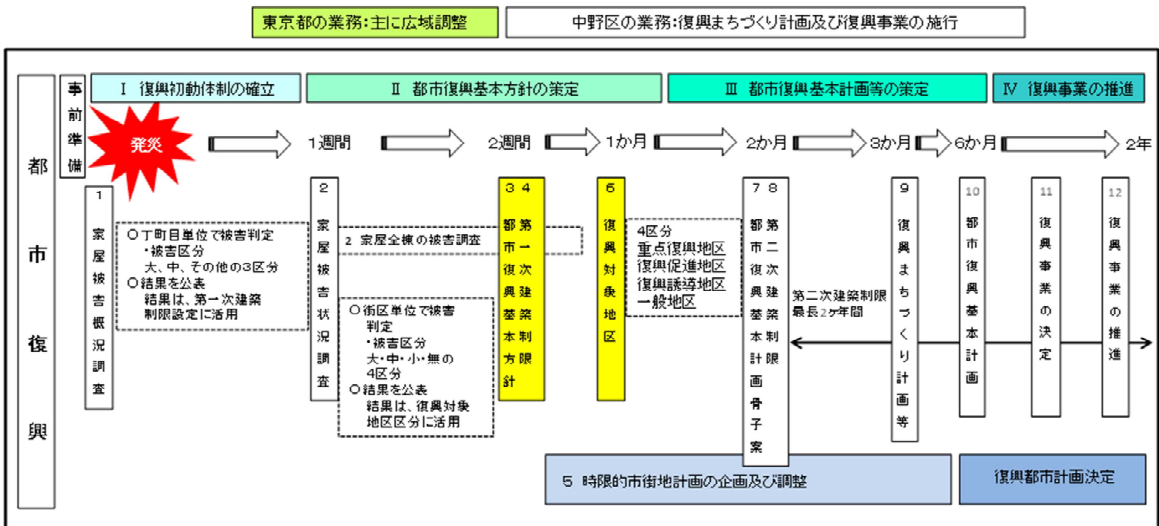 東京都の業務：主に広域調整
中野区の業務：復興まちづくり計画及び復興事業の施行
都市復興
事前準備
Ⅰ 復興初動体制の確立
Ⅱ 都市復興基本方針の策定
Ⅲ 都市復興基本計画等の策定
Ⅳ 復興事業の推進
発災
1週間
2週間
1か月
2か月
3か月
6か月
2年
1 家屋被害概況調査
○丁町目単位で被害判定
・被害区分
大、中、その他の3区分
○結果を公表
結果は、第一次建築
制限設定に活用
2 家屋被害状況調査
2 家屋全棟の被害調査
○街区単位で被害
判定
・被害区分
大・中・小・無の
4区分
○結果を公表
結果は、復興対象
地区区分に活用
3 都市復興基本方針
4 第一次建築制限
6 復興対象地区
4区分
重点復興地区
復興促進地区
復興誘導地区
一般地区
7 都市復興基本計画骨子案
8 第二次建築制限
第二次建築制限
最長2ヶ年間
9 復興まちづくり計画等
10 都市復興基本計画
11 復興事業の決定
12 復興事業の推進
5 時限的市街地計画の企画及び調整
復興都市計画決定